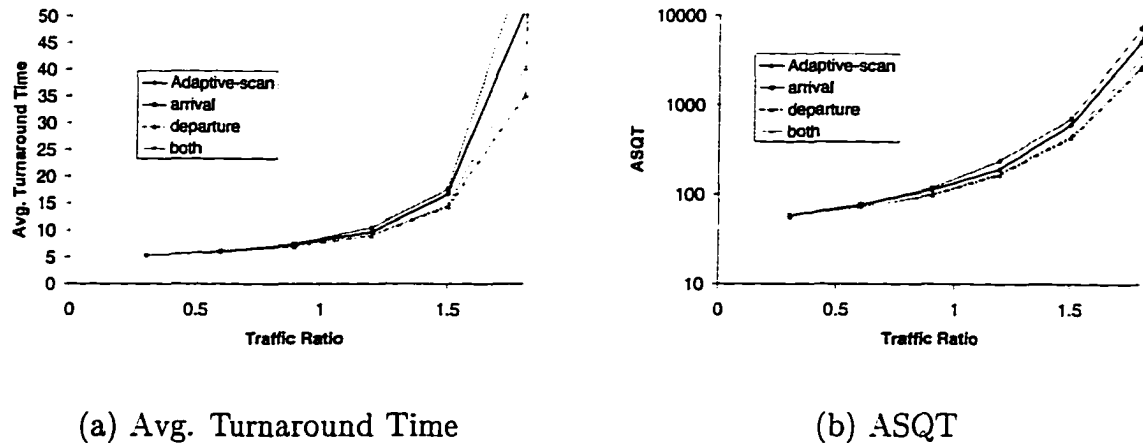 50
45
40
35
30
25
20
15
10
5
0
Avg. Turnaround Time
Adaptive-scan
arrival
departure
both
0 0.5 1 1.5
Traffic Ratio
10000
1000
100
10
ASQT
Adaptive-scan
arrival
departure
both
0 0.5 1 1.5
Traffic Ratio
(a) Avg. Turnaround Time
(b) ASQT